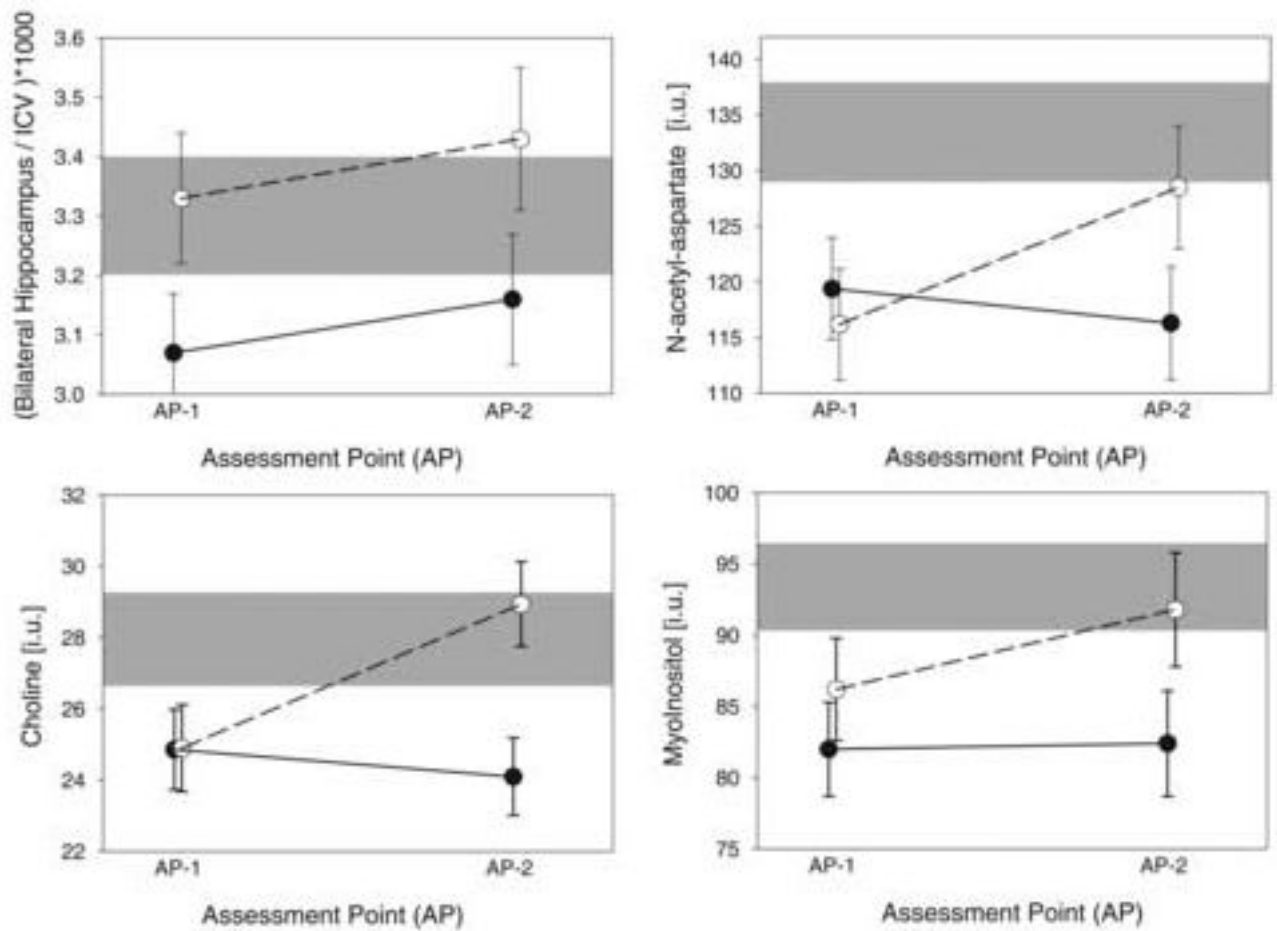 (Bilateral Hippocampus / ICV )*1000
3.6
3.5
3.4
3.3
3.2
3.1
3.0
AP-1
AP-2
Assessment Point (AP)
N-acetyl-aspartate [i.u.]
140
135
130
125
120
115
110
AP-1
AP-2
Assessment Point (AP)
Choline [i.u.]
32
30
28
26
24
22
AP-1
AP-2
Assessment Point (AP)
MyoInositol [i.u.]
100
95
90
85
80
75
AP-1
AP-2
Assessment Point (AP)